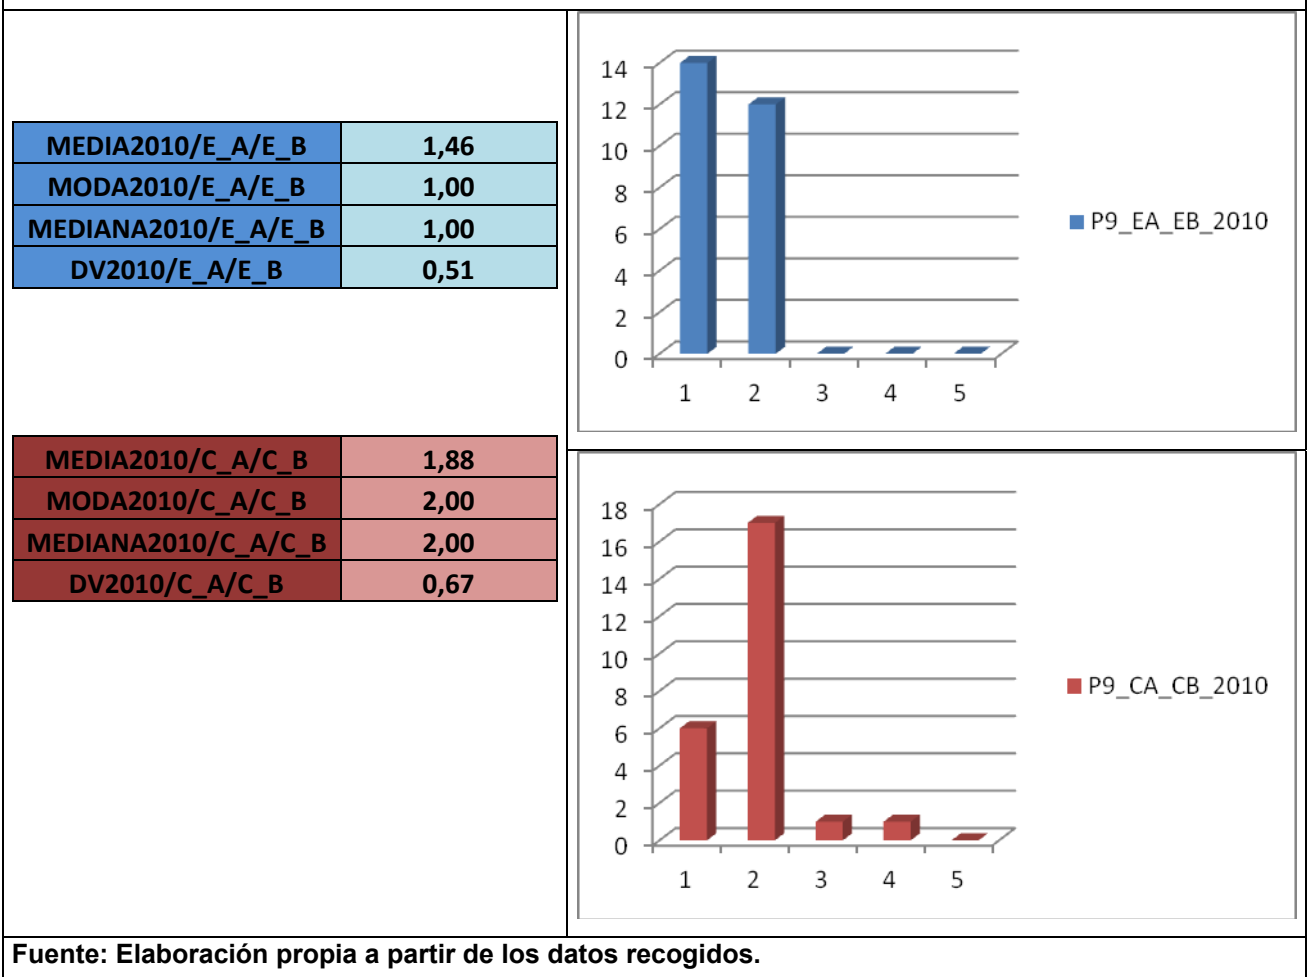 MEDIA2010/E_A/E_B 1,46
MODA2010/E_A/E_B 1,00
MEDIANA2010/E_A/E_B 1,00
DV2010/E_A/E_B 0,51
14
12
10
8
6
4
2
0
1 2 3 4 5
P9_EA_EB_2010
MEDIA2010/C_A/C_B 1,88
MODA2010/C_A/C_B 2,00
MEDIANA2010/C_A/C_B 2,00
DV2010/C_A/C_B 0,67
18
16
14
12
10
8
6
4
2
0
1 2 3 4 5
P9_CA_CB_2010
Fuente: Elaboración propia a partir de los datos recogidos.